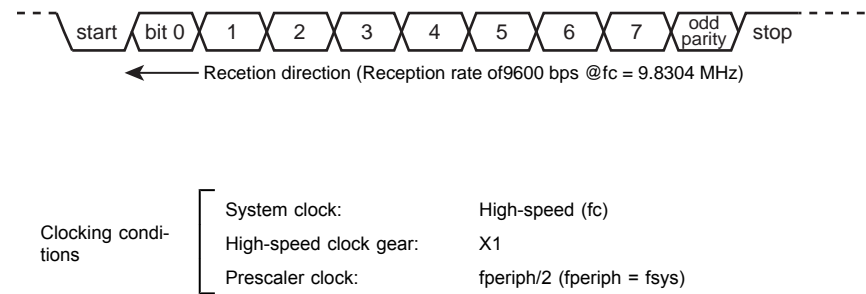 start bit 0 1 2 3 4 5 6 7 odd parity stop
Recetion direction (Reception rate of9600 bps @fc = 9.8304 MHz)
Clocking condi-
tions
System clock: High-speed (fc)
High-speed clock gear: X1
Prescaler clock: fperiph/2 (fperiph = fsys)